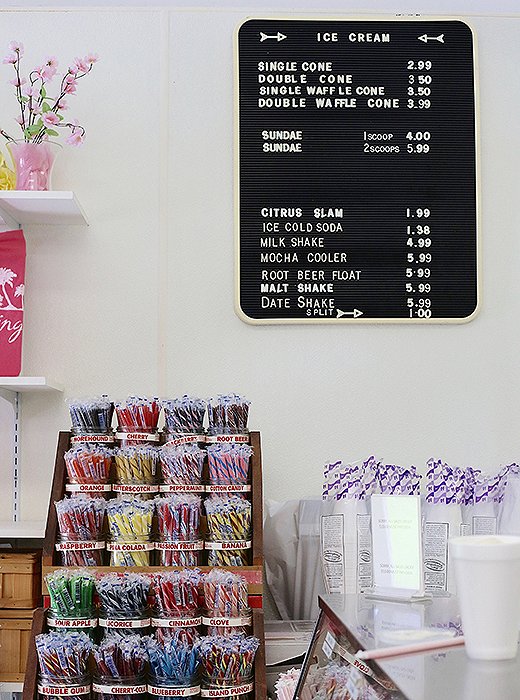 ICE CREAM
SINGLE CONE 2.99
DOUBLE CONE 3.50
SINGLE WAFFLE CONE 3.50
DOUBLE WAFFLE CONE 3.99
SUNDAE 1SCOOP 4.00
SUNDAE 2SCOOPS 5.99
CITRUS SLAM 1.99
ICE COLD SODA 1.38
MILK SHAKE 4.99
MOCHA COOLER 5.99
ROOT BEER FLOAT 5.99
MALT SHAKE 5.99
DATE SHAKE 5.99
SPLIT 1.00
HOREHOUND CHERRY ROOT BEER
ORANGE BUTTERSCOTCH PEPPERMINT COTTON CANDY
RASPBERRY PINA COLADA PASSION FRUIT BANANA
SOUR APPLE LICORICE CINNAMON CLOVE
BUBBLE GUM CHERRY-COLA BLUEBERRY ISLAND PUNCH